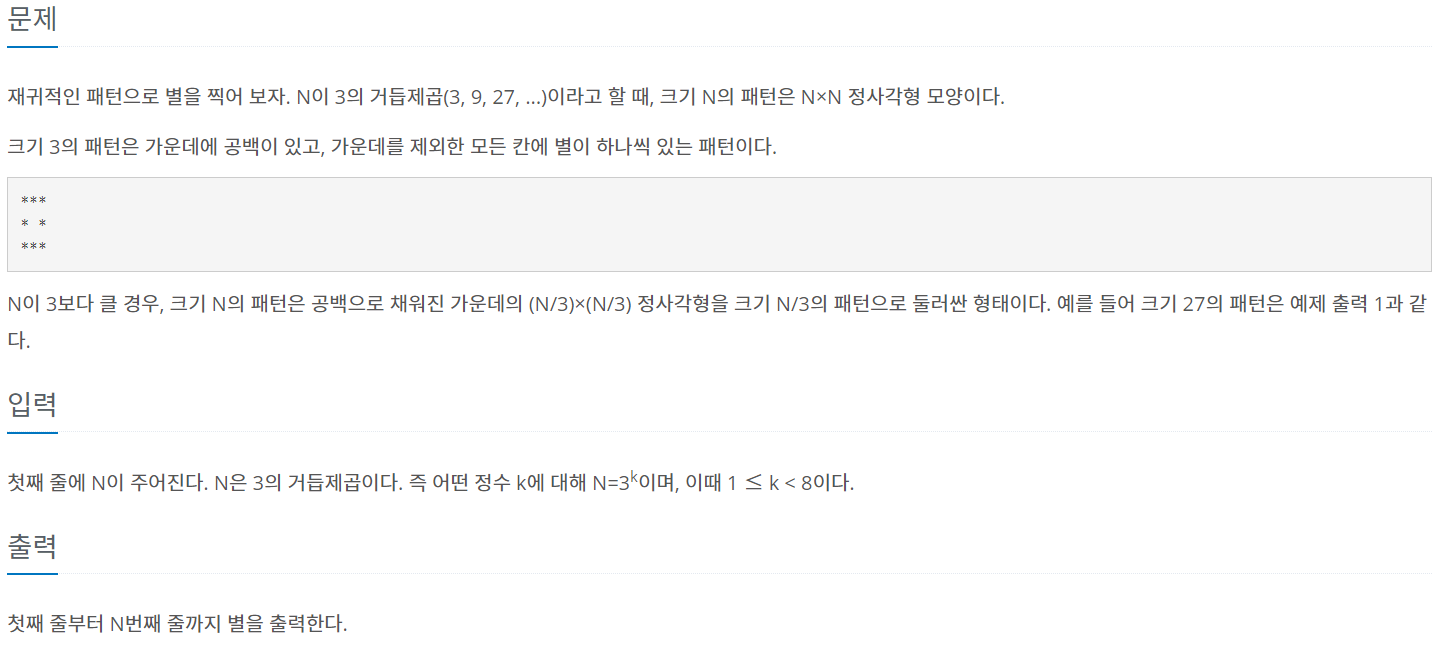 문제
재귀적인 패턴으로 별을 찍어 보자. N이 3의 거듭제곱(3, 9, 27, ...)이라고 할 때, 크기 N의 패턴은 N×N 정사각형 모양이다.
크기 3의 패턴은 가운데에 공백이 있고, 가운데를 제외한 모든 칸에 별이 하나씩 있는 패턴이다.
***
* *
***
N이 3보다 클 경우, 크기 N의 패턴은 공백으로 채워진 가운데의 (N/3)×(N/3) 정사각형을 크기 N/3의 패턴으로 둘러싼 형태이다. 예를 들어 크기 27의 패턴은 예제 출력 1과 같
다.
입력
첫째 줄에 N이 주어진다. N은 3의 거듭제곱이다. 즉 어떤 정수 k에 대해 N=3ᵏ이며, 이때 1 ≤ k < 8이다.
출력
첫째 줄부터 N번째 줄까지 별을 출력한다.